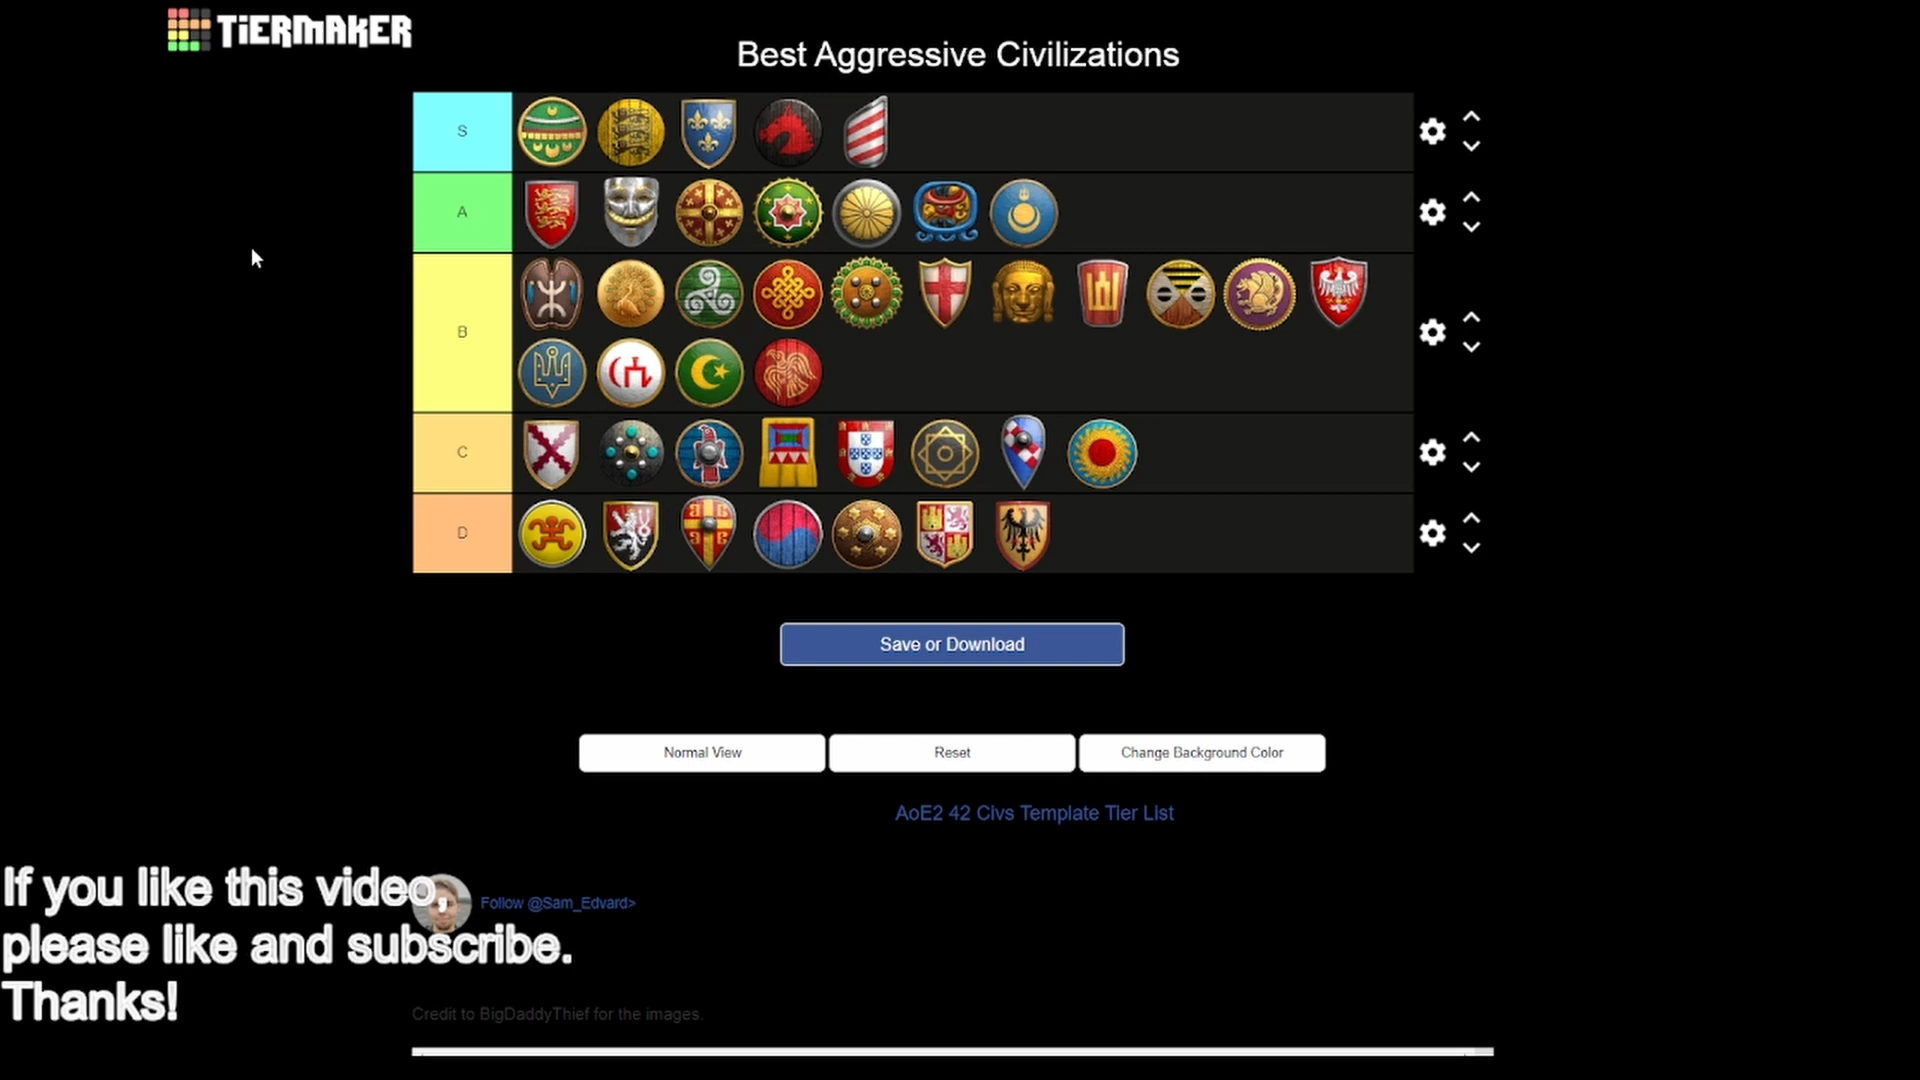 TiERMAKER
Best Aggressive Civilizations
S
A
B
C
D
Save or Download
Normal View
Reset
Change Background Color
AoE2 42 Civs Template Tier List
If you like this video,
please like and subscribe.
Thanks!
Follow @Sam_Edvard>
Credit to BigDaddyThief for the images.